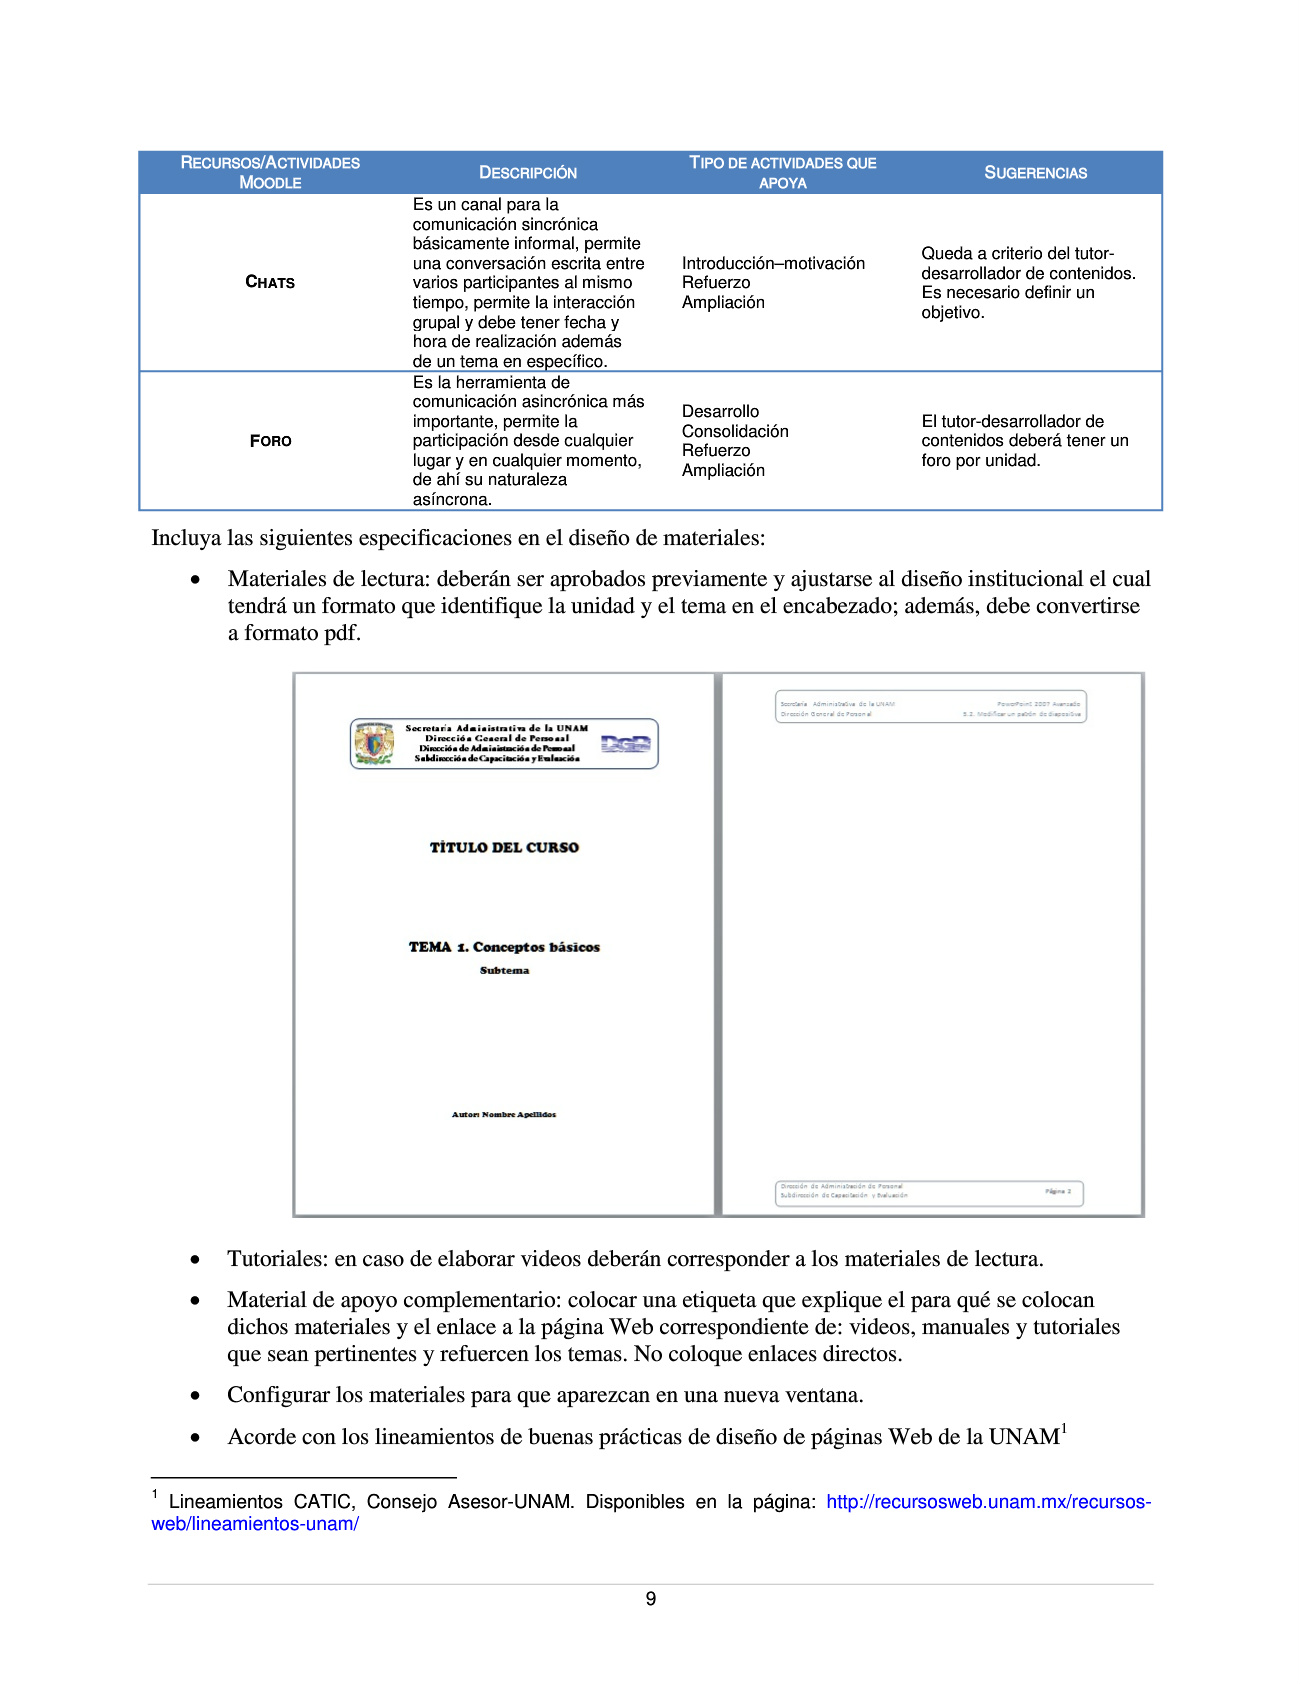 RECURSOS/ACTIVIDADES
MOODLE
DESCRIPCIÓN
TIPO DE ACTIVIDADES QUE
APOYA
SUGERENCIAS
CHATS
Es un canal para la
comunicación sincrónica
básicamente informal, permite
una conversación escrita entre
varios participantes al mismo
tiempo, permite la interacción
grupal y debe tener fecha y
hora de realización además
de un tema en específico.
Introducción–motivación
Refuerzo
Ampliación
Queda a criterio del tutor-
desarrollador de contenidos.
Es necesario definir un
objetivo.
FORO
Es la herramienta de
comunicación asincrónica más
importante, permite la
participación desde cualquier
lugar y en cualquier momento,
de ahí su naturaleza
asíncrona.
Desarrollo
Consolidación
Refuerzo
Ampliación
El tutor-desarrollador de
contenidos deberá tener un
foro por unidad.
Incluya las siguientes especificaciones en el diseño de materiales:
• Materiales de lectura: deberán ser aprobados previamente y ajustarse al diseño institucional el cual
tendrá un formato que identifique la unidad y el tema en el encabezado; además, debe convertirse
a formato pdf.
Secretaría Administrativa de la UNAM
Dirección General de Personal
Dirección de Administración de Personal
Subdirección de Capacitación y Evaluación
DGP
TÍTULO DEL CURSO
TEMA 1. Conceptos básicos
Subtema
Autor: Nombre Apellidos
Secretaría Administrativa de la UNAM
Dirección General de Personal
PowerPoint 2007 Avanzado
5.2. Modificar un patrón de diapositiva
Dirección de Administración de Personal
Subdirección de Capacitación y Evaluación
Página 2
• Tutoriales: en caso de elaborar videos deberán corresponder a los materiales de lectura.
• Material de apoyo complementario: colocar una etiqueta que explique el para qué se colocan
dichos materiales y el enlace a la página Web correspondiente de: videos, manuales y tutoriales
que sean pertinentes y refuercen los temas. No coloque enlaces directos.
• Configurar los materiales para que aparezcan en una nueva ventana.
• Acorde con los lineamientos de buenas prácticas de diseño de páginas Web de la UNAM1
1 Lineamientos CATIC, Consejo Asesor-UNAM. Disponibles en la página: http://recursosweb.unam.mx/recursos-
web/lineamientos-unam/
9